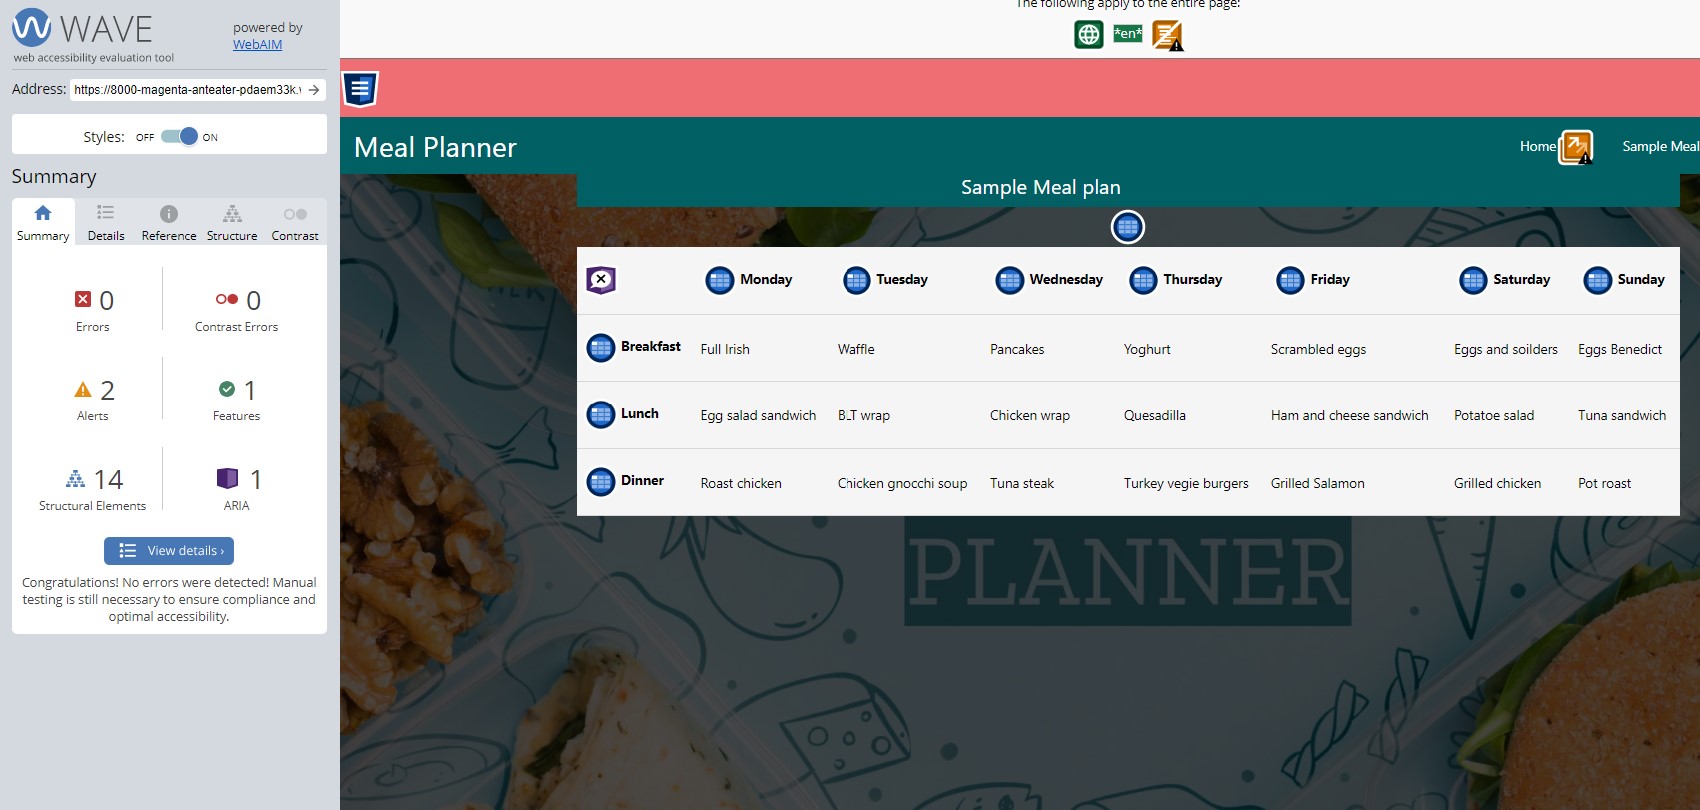 WAVE
powered by
WebAIM
web accessibility evaluation tool
Address: https://8000-magenta-anteater-pdaem33k.
Styles: OFF ON
Summary
Summary Details Reference Structure Contrast
0 0
Errors Contrast Errors
2 1
Alerts Features
14 1
Structural Elements ARIA
View details ›
Congratulations! No errors were detected! Manual
testing is still necessary to ensure compliance and
optimal accessibility.
The following apply to the entire page:
*en*
Meal Planner Home Sample Meal
Sample Meal plan
Monday Tuesday Wednesday Thursday Friday Saturday Sunday
Breakfast Full Irish Waffle Pancakes Yoghurt Scrambled eggs Eggs and soilders Eggs Benedict
Lunch Egg salad sandwich BLT wrap Chicken wrap Quesadilla Ham and cheese sandwich Potatoe salad Tuna sandwich
Dinner Roast chicken Chicken gnocchi soup Tuna steak Turkey vegie burgers Grilled Salamon Grilled chicken Pot roast
PLANNER